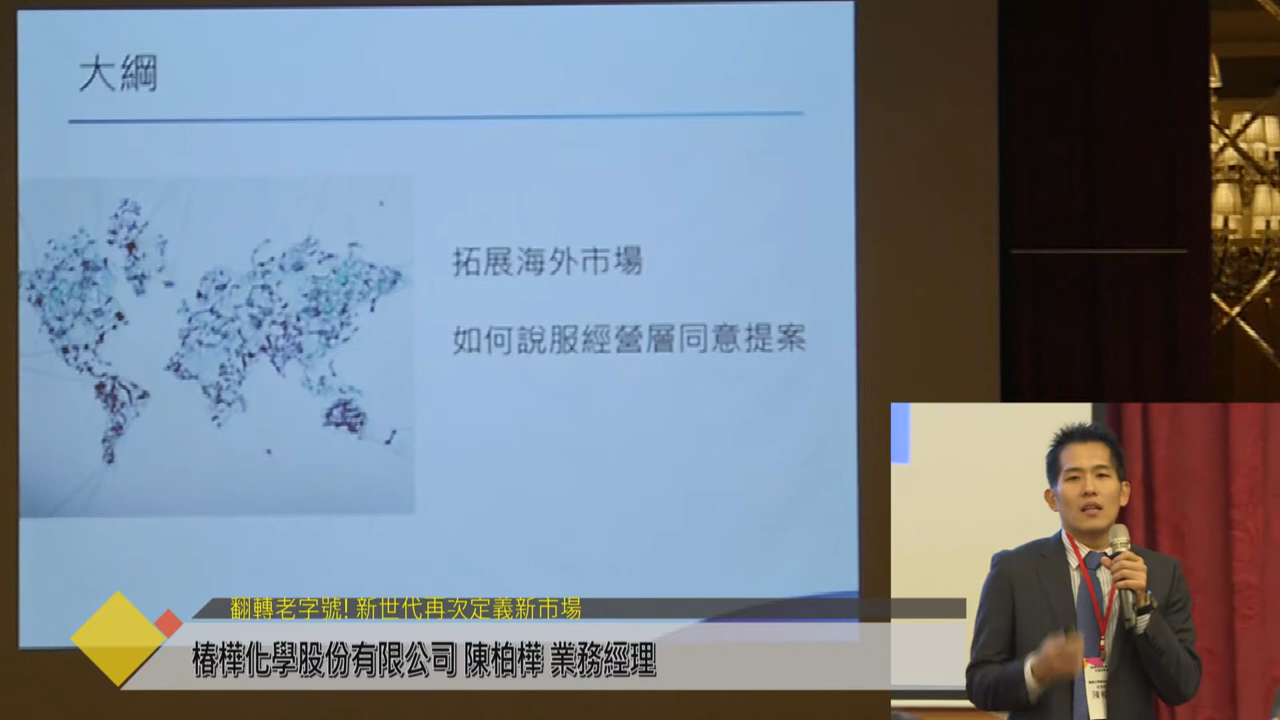 大綱
拓展海外市場
如何說服經營層同意提案
翻轉老字號! 新世代再次定義新市場
椿樺化學股份有限公司 陳柏樺 業務經理